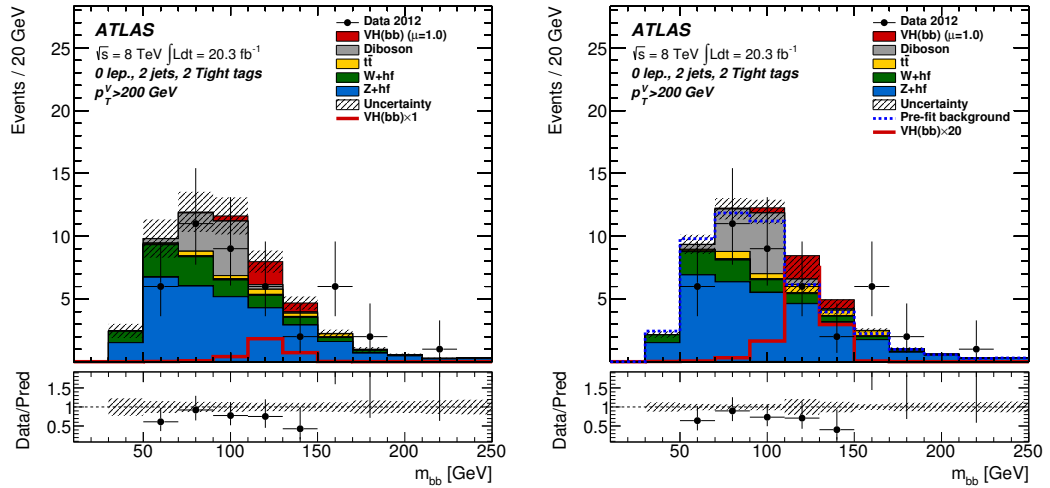 Events / 20 GeV
25
20
15
10
5
ATLAS
√s = 8 TeV ∫Ldt = 20.3 fb⁻¹
0 lep., 2 jets, 2 Tight tags
p_T^V>200 GeV
Data 2012
VH(bb) (μ=1.0)
Diboson
tt̄
W+hf
Z+hf
Uncertainty
VH(bb)×1
Data/Pred
1.5
1
0.5
50 100 150 200 250
m_bb [GeV]
Events / 20 GeV
25
20
15
10
5
ATLAS
√s = 8 TeV ∫Ldt = 20.3 fb⁻¹
0 lep., 2 jets, 2 Tight tags
p_T^V>200 GeV
Data 2012
VH(bb) (μ=1.0)
Diboson
tt̄
W+hf
Z+hf
Uncertainty
Pre-fit background
VH(bb)×20
Data/Pred
1.5
1
0.5
50 100 150 200 250
m_bb [GeV]